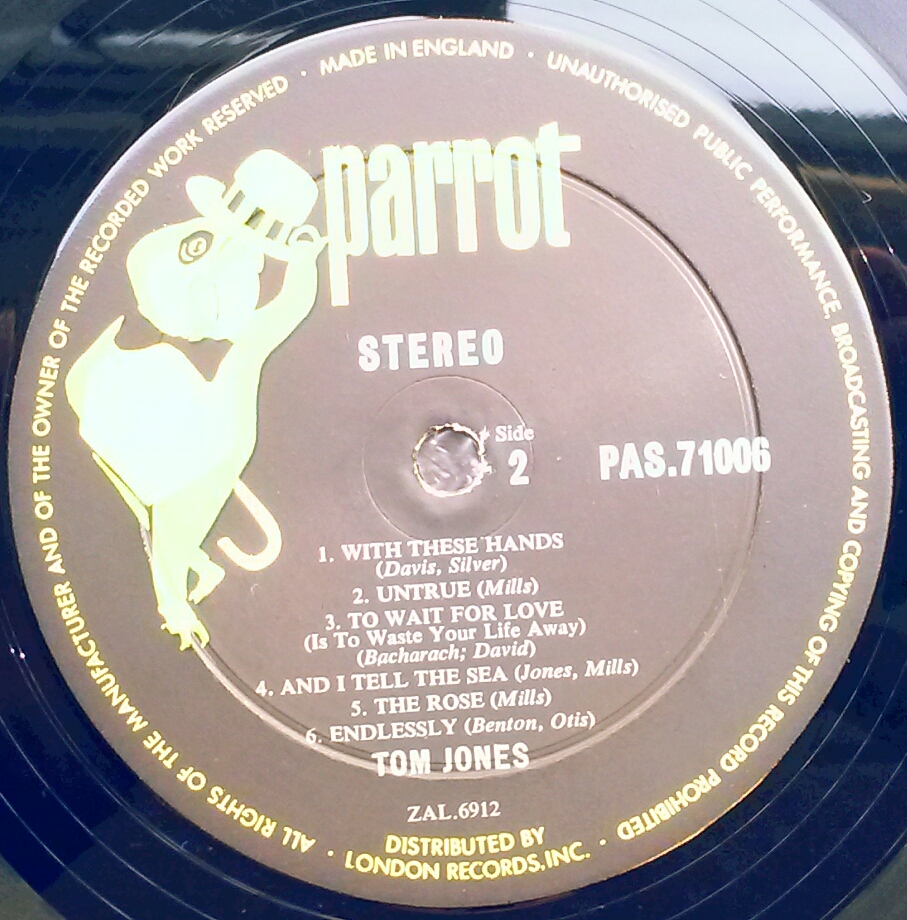 ALL RIGHTS OF THE MANUFACTURER AND OF THE OWNER OF THE RECORDED WORK RESERVED · MADE IN ENGLAND · UNAUTHORISED PUBLIC PERFORMANCE, BROADCASTING AND COPYING OF THIS RECORD PROHIBITED ·
parrot
STEREO
Side
2
PAS.71006
1. WITH THESE HANDS
(Davis, Silver)
2. UNTRUE (Mills)
3. TO WAIT FOR LOVE
(Is To Waste Your Life Away)
(Bacharach; David)
4. AND I TELL THE SEA (Jones, Mills)
5. THE ROSE (Mills)
6. ENDLESSLY (Benton, Otis)
TOM JONES
ZAL.6912
DISTRIBUTED BY
· LONDON RECORDS,INC.